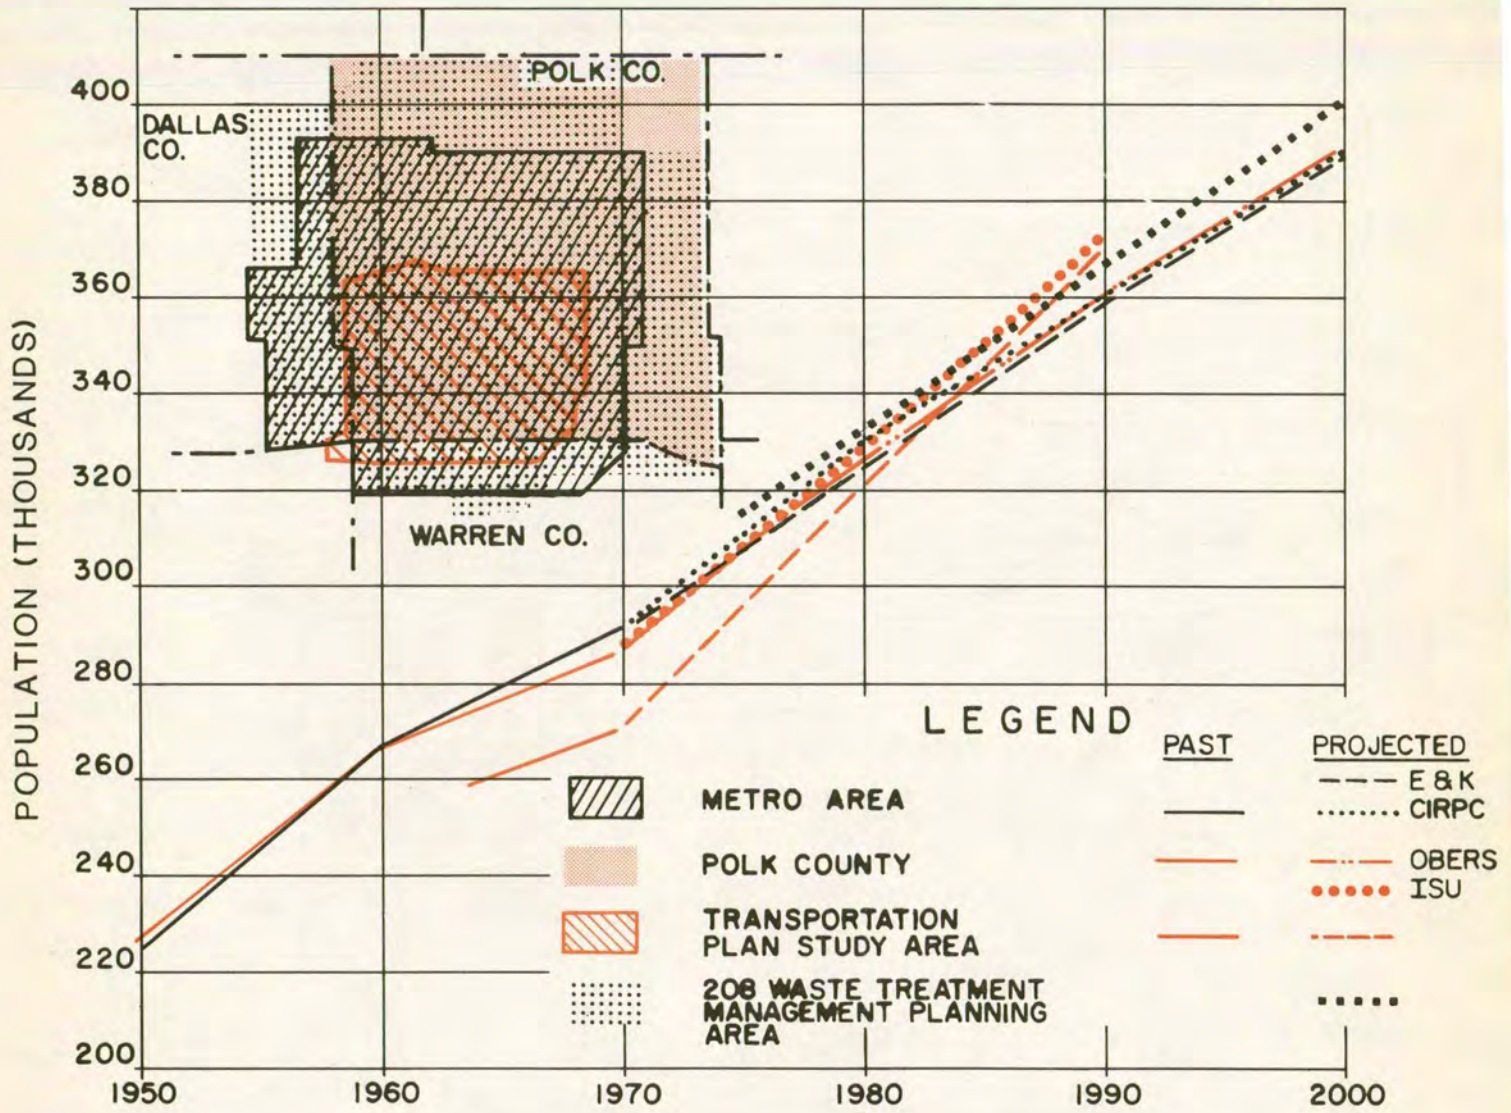 POPULATION (THOUSANDS)
400
380
360
340
320
300
280
260
240
220
200
1950
1960
1970
1980
1990
2000
POLK CO.
DALLAS
CO.
WARREN CO.
LEGEND
PAST
PROJECTED
METRO AREA
E & K
CIRPC
POLK COUNTY
OBERS
ISU
TRANSPORTATION
PLAN STUDY AREA
208 WASTE TREATMENT
MANAGEMENT PLANNING
AREA